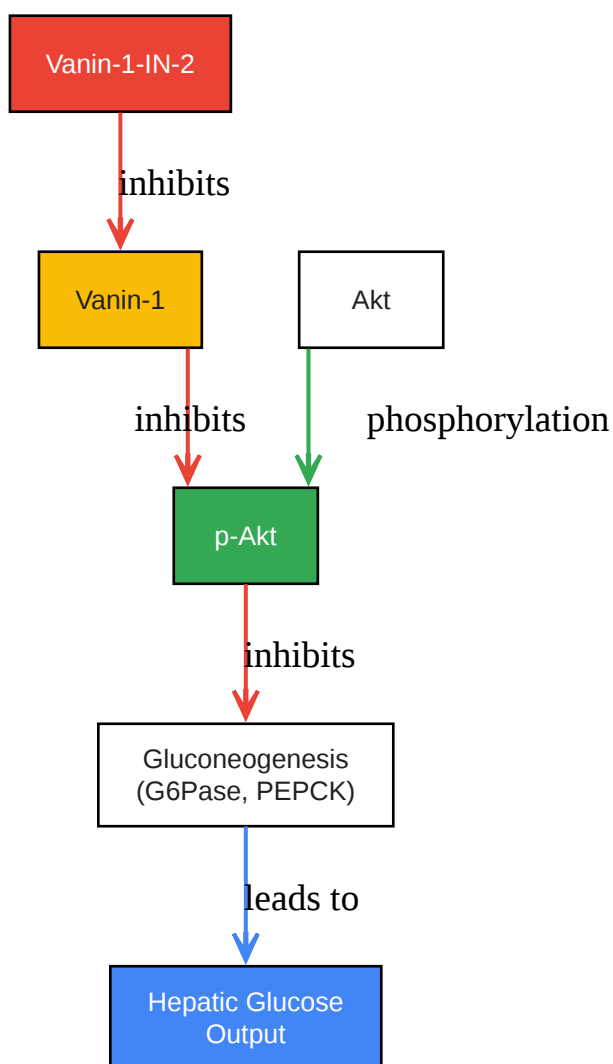 Vanin-1-IN-2
inhibits
Vanin-1
Akt
inhibits
phosphorylation
p-Akt
inhibits
Gluconeogenesis
(G6Pase, PEPCK)
leads to
Hepatic Glucose
Output